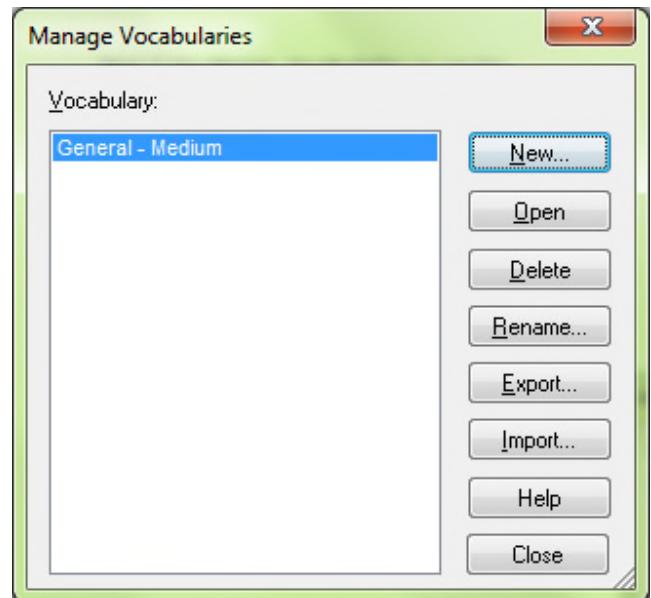 Manage Vocabularies
Vocabulary:
General - Medium
New...
Open
Delete
Rename...
Export...
Import...
Help
Close